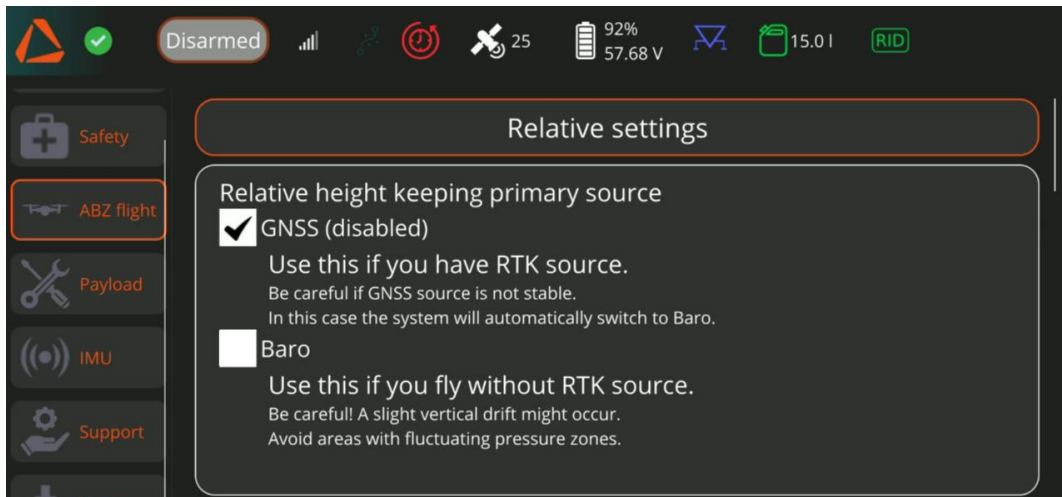 Disarmed
25
92%
57.68 V
15.0 l
RID
Safety
ABZ flight
Payload
IMU
Support
Relative settings
Relative height keeping primary source
GNSS (disabled)
Use this if you have RTK source.
Be careful if GNSS source is not stable.
In this case the system will automatically switch to Baro.
Baro
Use this if you fly without RTK source.
Be careful! A slight vertical drift might occur.
Avoid areas with fluctuating pressure zones.